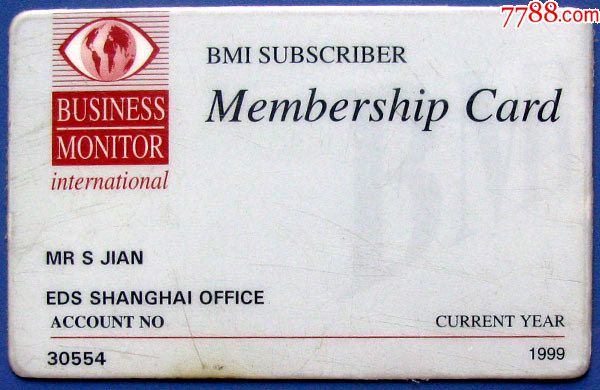 7788.com
BMI SUBSCRIBER
Membership Card
BUSINESS
MONITOR
international
BM
MR S JIAN
EDS SHANGHAI OFFICE
ACCOUNT NO
CURRENT YEAR
30554
1999